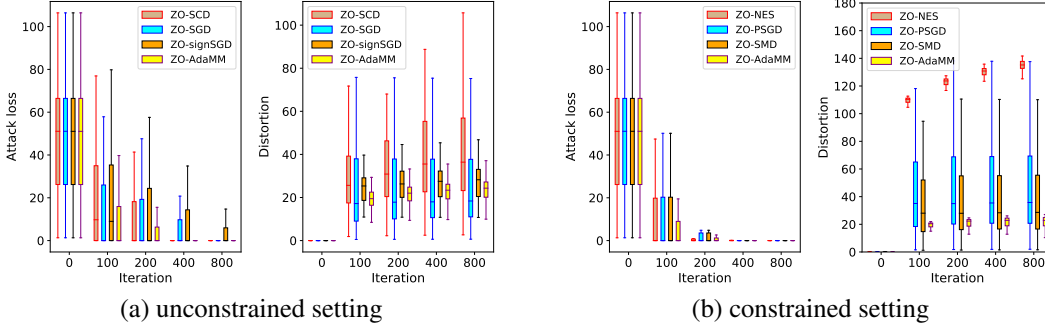 ZO-SCD
ZO-SGD
ZO-signSGD
ZO-AdaMM
Attack loss
100
80
60
40
20
0
0 100 200 400 800
Iteration
ZO-SCD
ZO-SGD
ZO-signSGD
ZO-AdaMM
Distortion
100
80
60
40
20
0
0 100 200 400 800
Iteration
(a) unconstrained setting
ZO-NES
ZO-PSGD
ZO-SMD
ZO-AdaMM
Attack loss
100
80
60
40
20
0
0 100 200 400 800
Iteration
ZO-NES
ZO-PSGD
ZO-SMD
ZO-AdaMM
Distortion
180
160
140
120
100
80
60
40
20
0
0 100 200 400 800
Iteration
(b) constrained setting